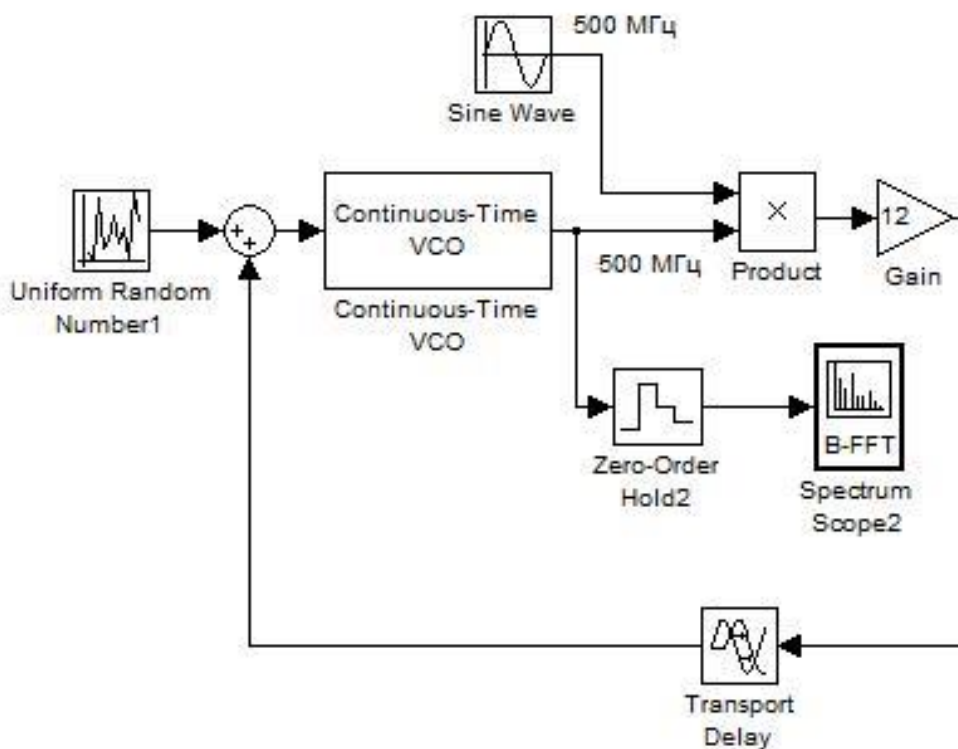 500 МГц
Sine Wave
Continuous-Time
VCO
12
Uniform Random
Number1
Continuous-Time
VCO
500 МГц
Product
Gain
B-FFT
Zero-Order
Hold2
Spectrum
Scope2
Transport
Delay